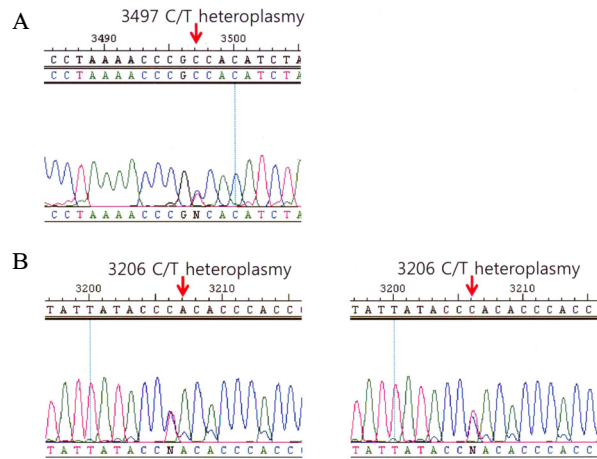 A
3497 C/T heteroplasmy
3490 3500
CCTAAAACCCGCCACATCTA
CCTAAAACCCGCCACATCTA
CCTAAAACCCGNCACATCTA
B
3206 C/T heteroplasmy
3200 3210
TATTATACCCACACCCACC
TATTATACCNACACCCACC
3206 C/T heteroplasmy
3200 3210
TATTATACCCACACCCACC
TATTATACCNACACCCACC